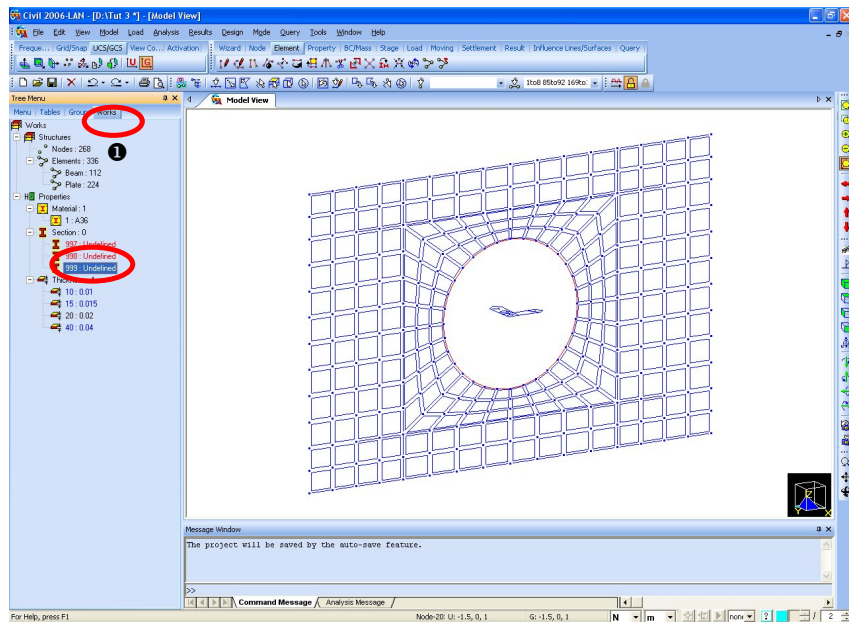 Civil 2006-LAN - [D:\Tut 3 *] - [Model View]
File Edit View Model Load Analysis Results Design Mode Query Tools Window Help
Freque... Grid/Snap UCS/GCS View Co... Activation Wizard Node Element Property BC/Mass Stage Load Moving Settlement Result Influence Lines/Surfaces Query
1to8 85to92 169to:
Tree Menu
Model View
Menu Tables Group Works
Works
Structures
Nodes : 268
❶
Elements : 336
Beam : 112
Plate : 224
Properties
Material : 1
1 : A36
Section : 0
997 : Undefined
998 : Undefined
999 : Undefined
10 : 0.01
15 : 0.015
20 : 0.02
40 : 0.04
Message Window
The project will be saved by the auto-save feature.
>>
Command Message Analysis Message
For Help, press F1
Node-20: U: -1.5, 0, 1 G: -1.5, 0, 1 N m none ? / 2